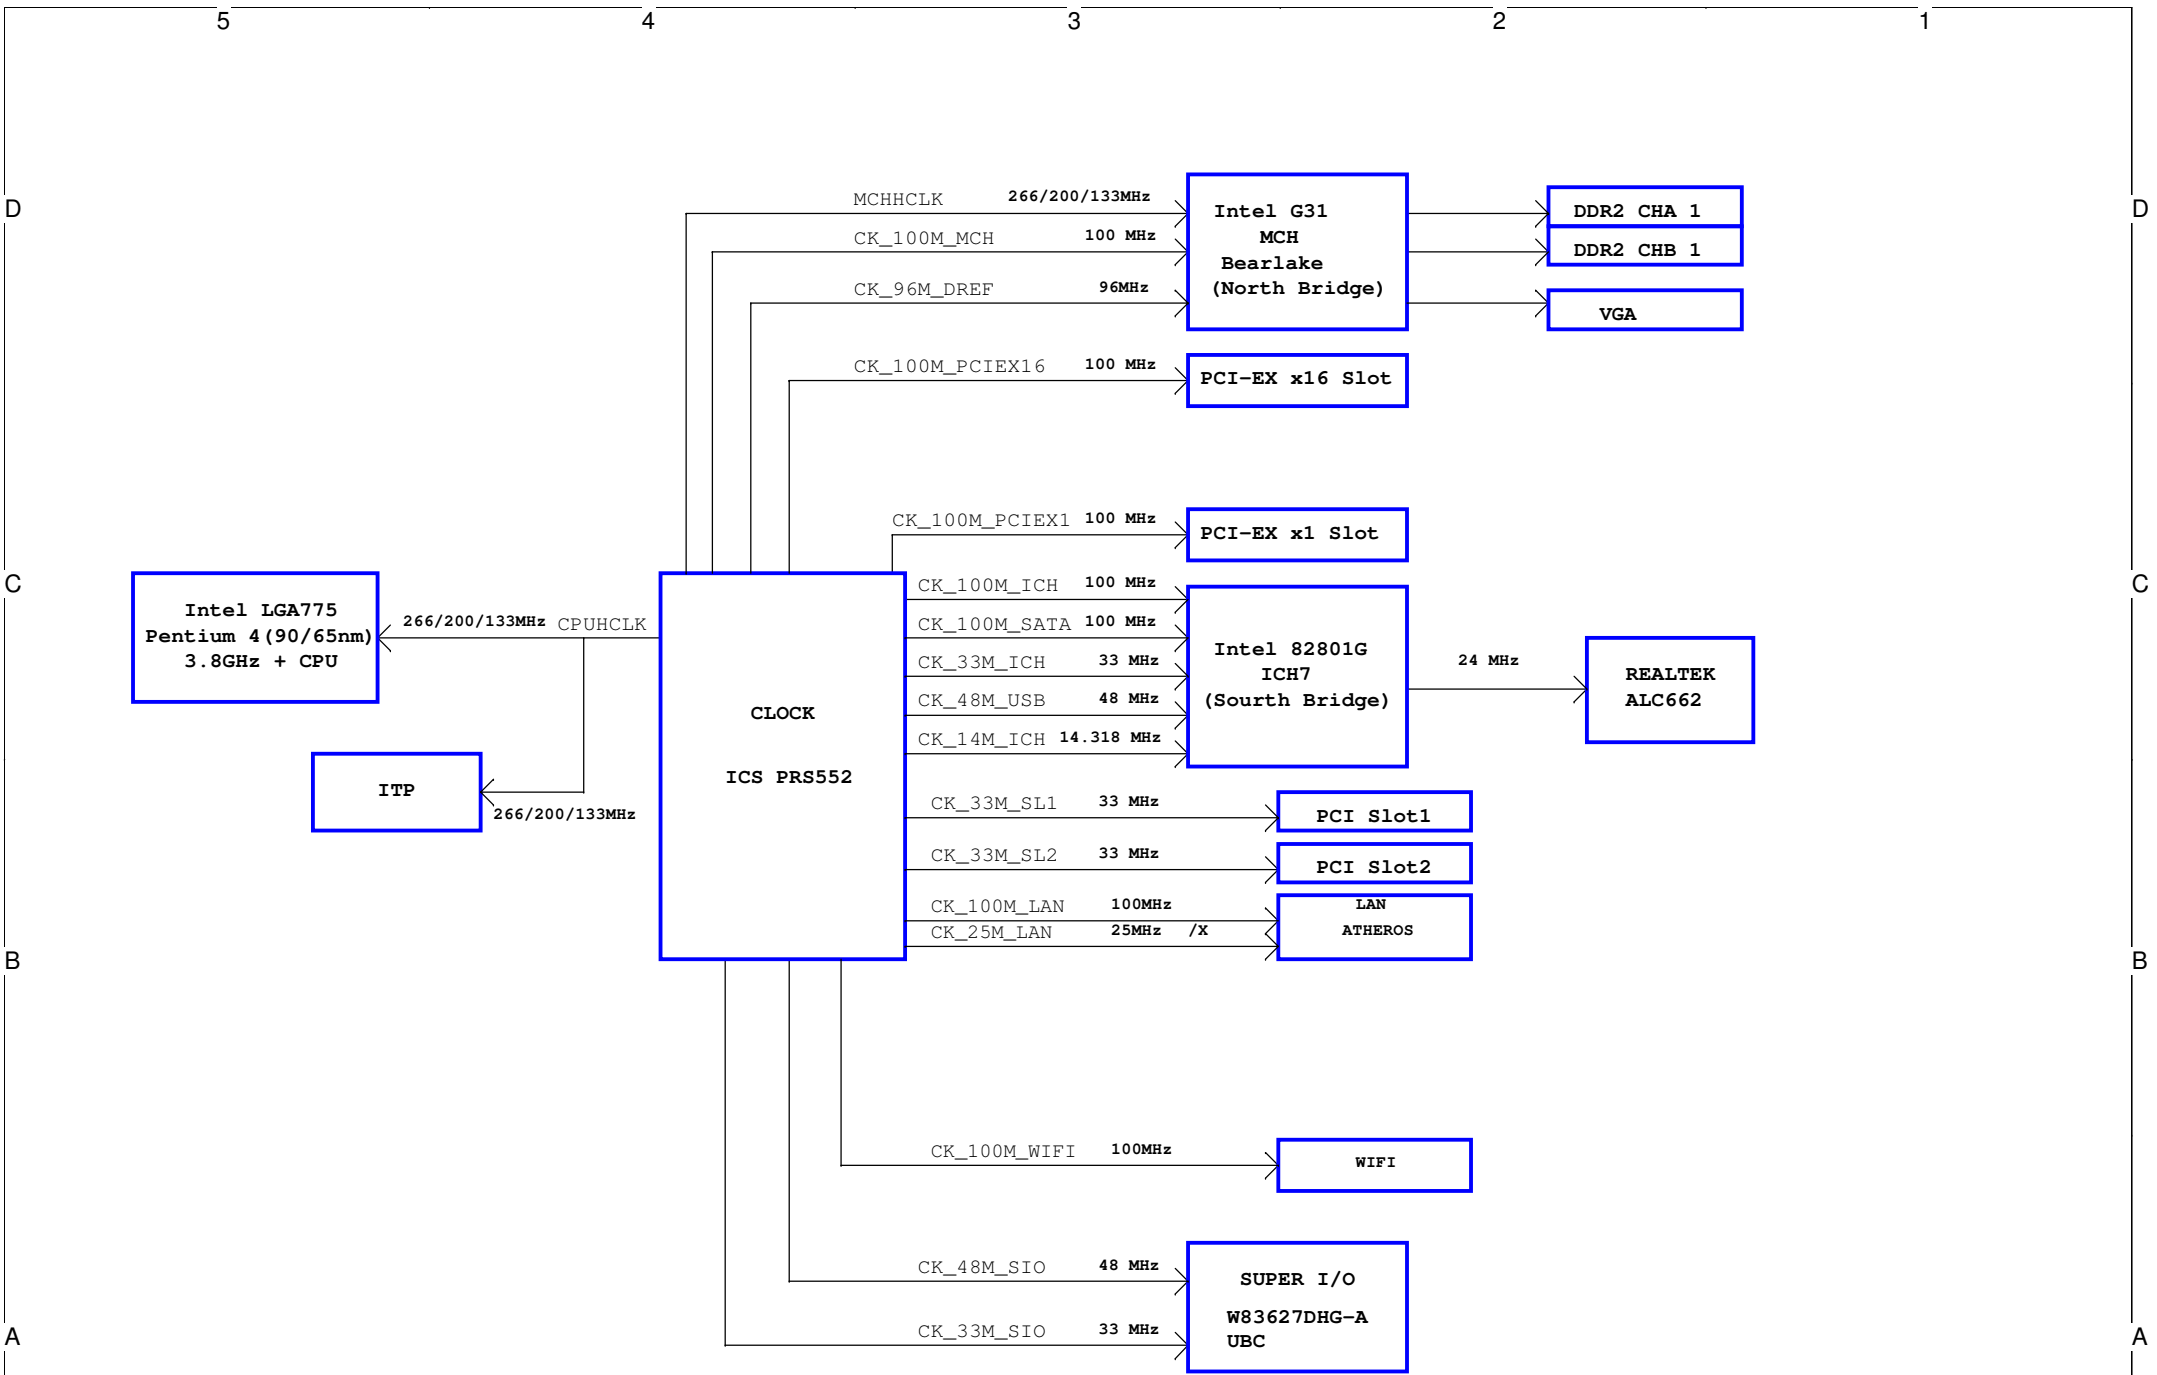 5 4 3 2 1
D D
MCHHCLK 266/200/133MHz
CK_100M_MCH 100 MHz
CK_96M_DREF 96MHz
Intel G31
MCH
Bearlake
(North Bridge)
DDR2 CHA 1
DDR2 CHB 1
VGA
CK_100M_PCIEX16 100 MHz
PCI-EX x16 Slot
CK_100M_PCIEX1 100 MHz
PCI-EX x1 Slot
C C
Intel LGA775
Pentium 4(90/65nm)
3.8GHz + CPU
266/200/133MHz CPUHCLK
ITP
266/200/133MHz
CLOCK
ICS PRS552
CK_100M_ICH 100 MHz
CK_100M_SATA 100 MHz
CK_33M_ICH 33 MHz
CK_48M_USB 48 MHz
CK_14M_ICH 14.318 MHz
Intel 82801G
ICH7
(Sourth Bridge)
24 MHz
REALTEK
ALC662
CK_33M_SL1 33 MHz
PCI Slot1
CK_33M_SL2 33 MHz
PCI Slot2
CK_100M_LAN 100MHz
CK_25M_LAN 25MHz /X
LAN
ATHEROS
B B
CK_100M_WIFI 100MHz
WIFI
CK_48M_SIO 48 MHz
CK_33M_SIO 33 MHz
SUPER I/O
W83627DHG-A
UBC
A A